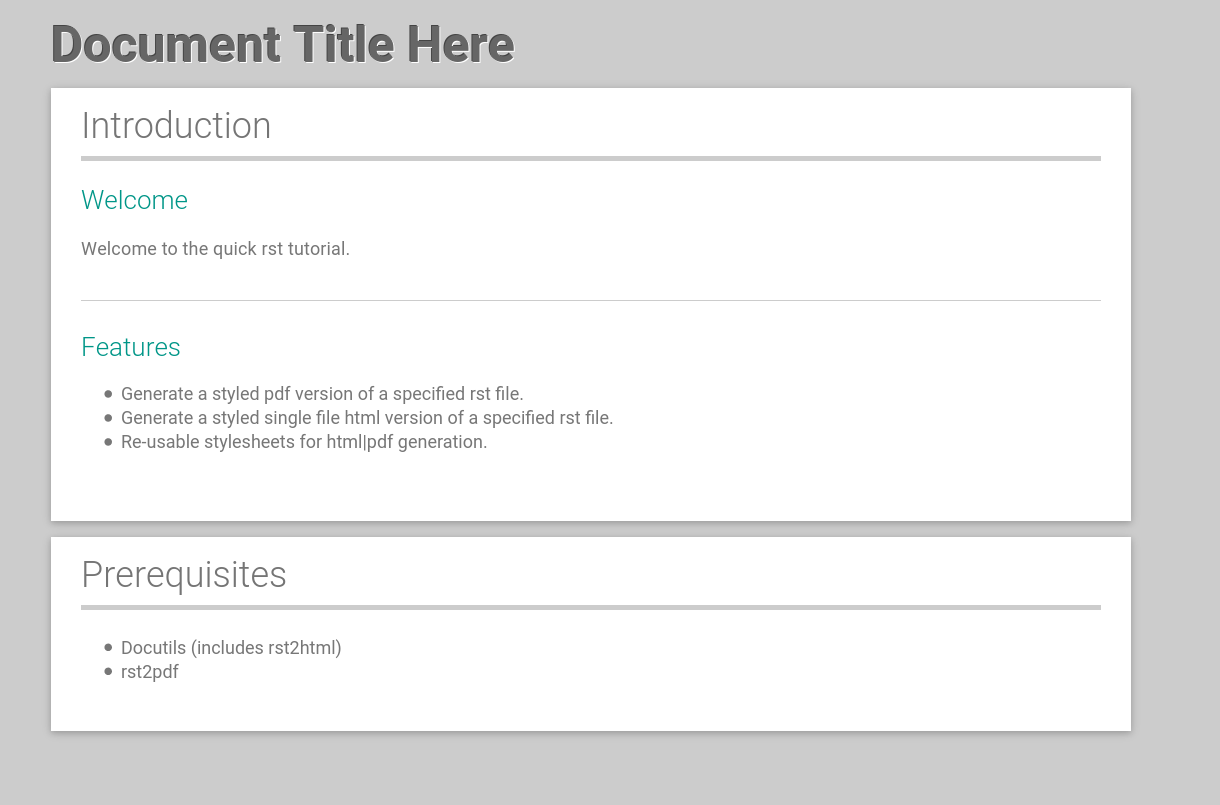 Document Title Here
Introduction
Welcome
Welcome to the quick rst tutorial.
Features
Generate a styled pdf version of a specified rst file.
Generate a styled single file html version of a specified rst file.
Re-usable stylesheets for html|pdf generation.
Prerequisites
Docutils (includes rst2html)
rst2pdf